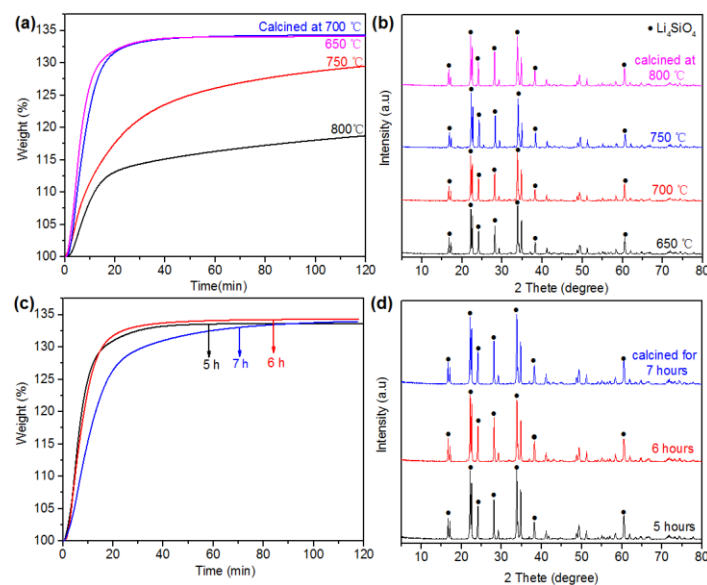 (a)
Calcined at 700 ℃
650 ℃
750℃
800℃
Weight (%)
135
130
125
120
115
110
105
100
0 20 40 60 80 100 120
Time(min)
(b)
● Li₄SiO₄
calcined at
800 ℃
750 ℃
700 ℃
650 ℃
Intensity (a.u)
10 20 30 40 50 60 70 80
2 Thete (degree)
(c)
5 h
7 h
6 h
Weight (%)
135
130
125
120
115
110
105
100
0 20 40 60 80 100 120
Time (min)
(d)
calcined for
7 hours
6 hours
5 hours
Intensity (a.u)
10 20 30 40 50 60 70 80
2 Thete (degree)